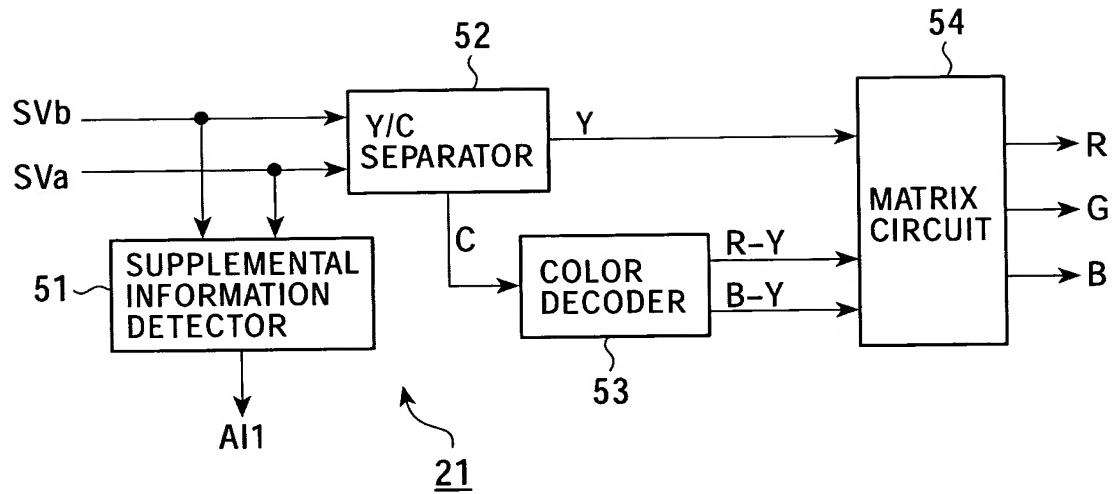 52
54
SVb
SVa
Y/C
SEPARATOR
Y
MATRIX
CIRCUIT
R
G
B
C
51
SUPPLEMENTAL
INFORMATION
DETECTOR
COLOR
DECODER
R-Y
B-Y
53
AI1
21